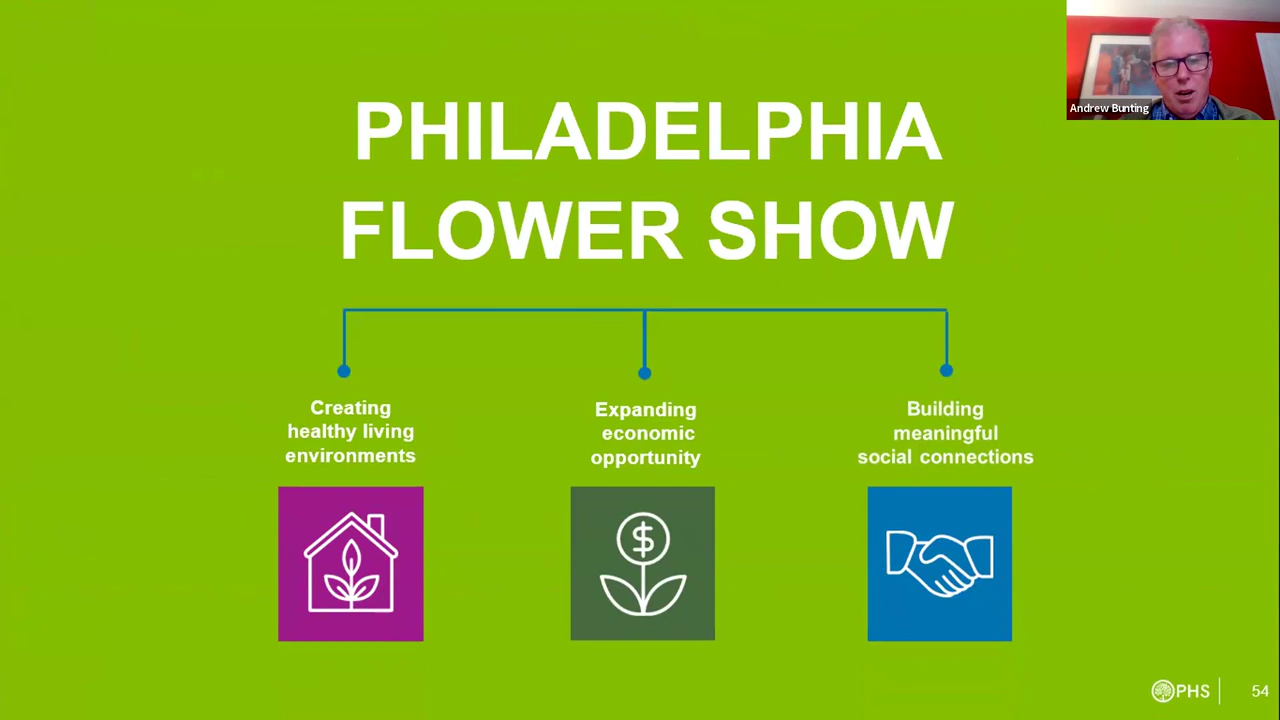 Andrew Bunting
PHILADELPHIA
FLOWER SHOW
Creating
healthy living
environments
Expanding
economic
opportunity
Building
meaningful
social connections
$
PHS
54